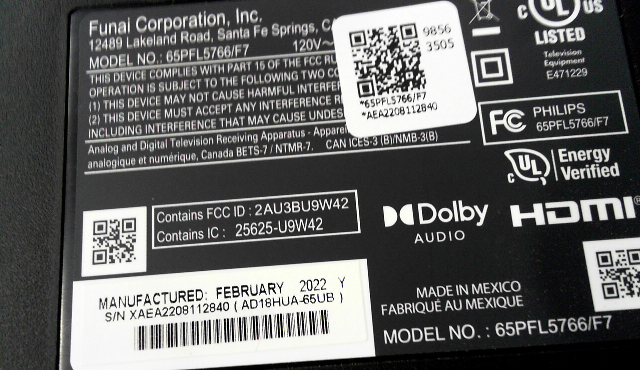 Funai Corporation, Inc.
12489 Lakeland Road, Santa Fe Springs,
MODEL NO.: 65PFL5766/F7 120V~
THIS DEVICE COMPLIES WITH PART 15 OF THE FCC
OPERATION IS SUBJECT TO THE FOLLOWING TWO
(1) THIS DEVICE MAY NOT CAUSE HARMFUL
(2) THIS DEVICE MUST ACCEPT ANY INTERFERENCE
INCLUDING INTERFERENCE THAT MAY CAUSE
Analog and Digital Television Receiving Apparatus -
analogique et numérique, Canada BETS-7 / NTMR-7. CAN ICES-3 (B)/NMB-3(B)
9856
3505
*65PFL5766/F7
*AEA2208112840
c UL US
LISTED
Television
Equipment
E471229
FC PHILIPS
65PFL5766/F7
c UL Energy
Verified
Contains FCC ID : 2AU3BU9W42
Contains IC : 25625-U9W42
Dolby
AUDIO
HDMI
MANUFACTURED: FEBRUARY 2022 Y
S/N XAEA2208112840 ( AD18HUA-65UB )
MADE IN MEXICO
FABRIQUÉ AU MEXIQUE
MODEL NO. : 65PFL5766/F7